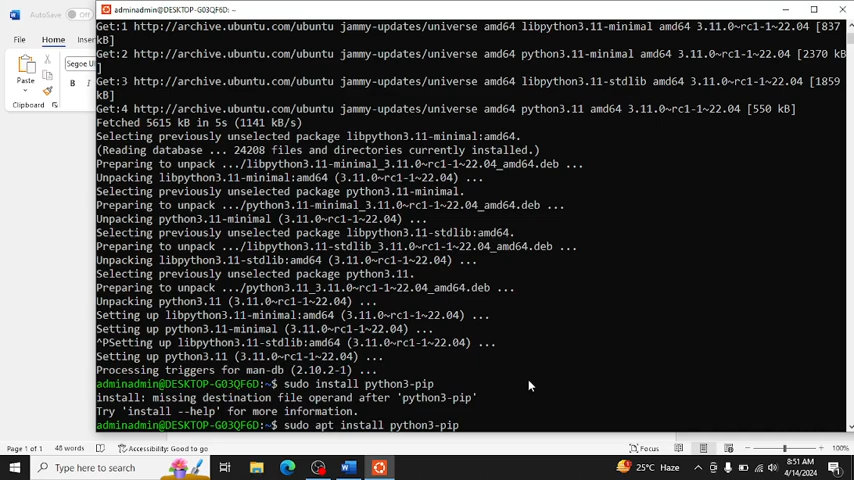 AutoSave Off
adminadmin@DESKTOP-G03QF6D: ~
File Home Inser
Segoe UI
Paste
B I
Clipboard
Get:1 http://archive.ubuntu.com/ubuntu jammy-updates/universe amd64 libpython3.11-minimal amd64 3.11.0~rc1-1~22.04 [837
kB]
Get:2 http://archive.ubuntu.com/ubuntu jammy-updates/universe amd64 python3.11-minimal amd64 3.11.0~rc1-1~22.04 [2370 kB
]
Get:3 http://archive.ubuntu.com/ubuntu jammy-updates/universe amd64 libpython3.11-stdlib amd64 3.11.0~rc1-1~22.04 [1859
kB]
Get:4 http://archive.ubuntu.com/ubuntu jammy-updates/universe amd64 python3.11 amd64 3.11.0~rc1-1~22.04 [550 kB]
Fetched 5615 kB in 5s (1141 kB/s)
Selecting previously unselected package libpython3.11-minimal:amd64.
(Reading database ... 24208 files and directories currently installed.)
Preparing to unpack .../libpython3.11-minimal_3.11.0~rc1-1~22.04_amd64.deb ...
Unpacking libpython3.11-minimal:amd64 (3.11.0~rc1-1~22.04) ...
Selecting previously unselected package python3.11-minimal.
Preparing to unpack .../python3.11-minimal_3.11.0~rc1-1~22.04_amd64.deb ...
Unpacking python3.11-minimal (3.11.0~rc1-1~22.04) ...
Selecting previously unselected package libpython3.11-stdlib:amd64.
Preparing to unpack .../libpython3.11-stdlib_3.11.0~rc1-1~22.04_amd64.deb ...
Unpacking libpython3.11-stdlib:amd64 (3.11.0~rc1-1~22.04) ...
Selecting previously unselected package python3.11.
Preparing to unpack .../python3.11_3.11.0~rc1-1~22.04_amd64.deb ...
Unpacking python3.11 (3.11.0~rc1-1~22.04) ...
Setting up libpython3.11-minimal:amd64 (3.11.0~rc1-1~22.04) ...
Setting up python3.11-minimal (3.11.0~rc1-1~22.04) ...
^PSetting up libpython3.11-stdlib:amd64 (3.11.0~rc1-1~22.04) ...
Setting up python3.11 (3.11.0~rc1-1~22.04) ...
Processing triggers for man-db (2.10.2-1) ...
adminadmin@DESKTOP-G03QF6D:~$ sudo install python3-pip
install: missing destination file operand after 'python3-pip'
Try 'install --help' for more information.
adminadmin@DESKTOP-G03QF6D:~$ sudo apt install python3-pip
Page 1 of 1 48 words Accessibility: Good to go Focus 100%
Type here to search 25°C Haze 8:51 AM
4/14/2024